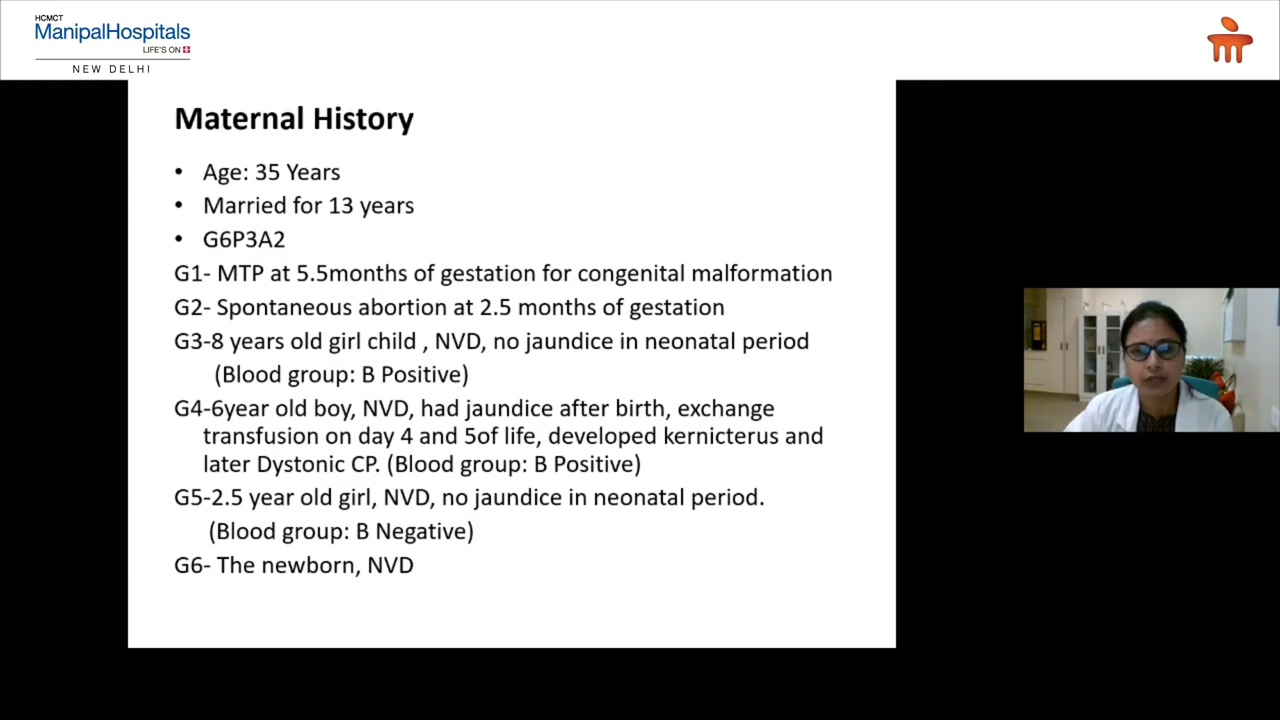 HCMCT
ManipalHospitals
LIFE'S ON
NEW DELHI
Maternal History
• Age: 35 Years
• Married for 13 years
• G6P3A2
G1- MTP at 5.5months of gestation for congenital malformation
G2- Spontaneous abortion at 2.5 months of gestation
G3-8 years old girl child , NVD, no jaundice in neonatal period
(Blood group: B Positive)
G4-6year old boy, NVD, had jaundice after birth, exchange
transfusion on day 4 and 5of life, developed kernicterus and
later Dystonic CP. (Blood group: B Positive)
G5-2.5 year old girl, NVD, no jaundice in neonatal period.
(Blood group: B Negative)
G6- The newborn, NVD